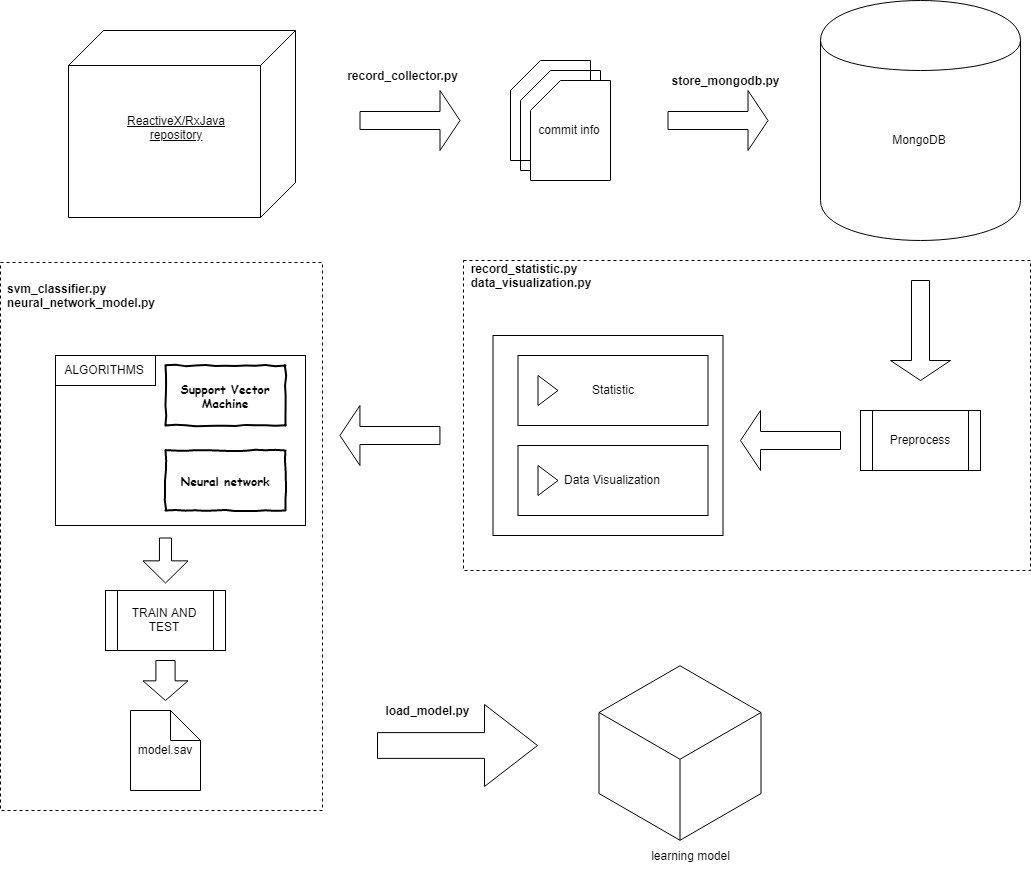 record_collector.py
store_mongodb.py
ReactiveX/RxJava
repository
commit info
MongoDB
record_statistic.py
data_visualization.py
svm_classifier.py
neural_network_model.py
ALGORITHMS
Support Vector
Machine
Neural network
Statistic
Data Visualization
Preprocess
TRAIN AND
TEST
model.sav
load_model.py
learning model